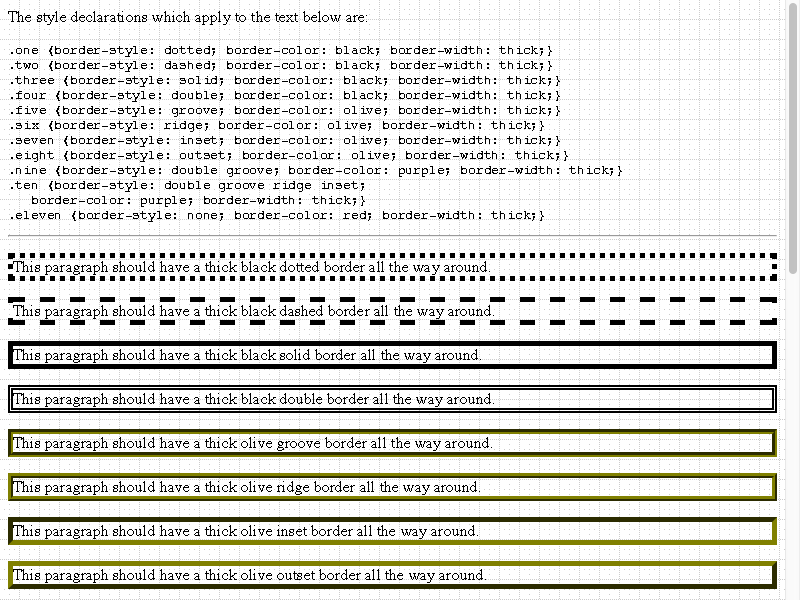 The style declarations which apply to the text below are:
.one {border-style: dotted; border-color: black; border-width: thick;}
.two {border-style: dashed; border-color: black; border-width: thick;}
.three {border-style: solid; border-color: black; border-width: thick;}
.four {border-style: double; border-color: black; border-width: thick;}
.five {border-style: groove; border-color: olive; border-width: thick;}
.six {border-style: ridge; border-color: olive; border-width: thick;}
.seven {border-style: inset; border-color: olive; border-width: thick;}
.eight {border-style: outset; border-color: olive; border-width: thick;}
.nine {border-style: double groove; border-color: purple; border-width: thick;}
.ten {border-style: double groove ridge inset;
   border-color: purple; border-width: thick;}
.eleven {border-style: none; border-color: red; border-width: thick;}
This paragraph should have a thick black dotted border all the way around.
This paragraph should have a thick black dashed border all the way around.
This paragraph should have a thick black solid border all the way around.
This paragraph should have a thick black double border all the way around.
This paragraph should have a thick olive groove border all the way around.
This paragraph should have a thick olive ridge border all the way around.
This paragraph should have a thick olive inset border all the way around.
This paragraph should have a thick olive outset border all the way around.